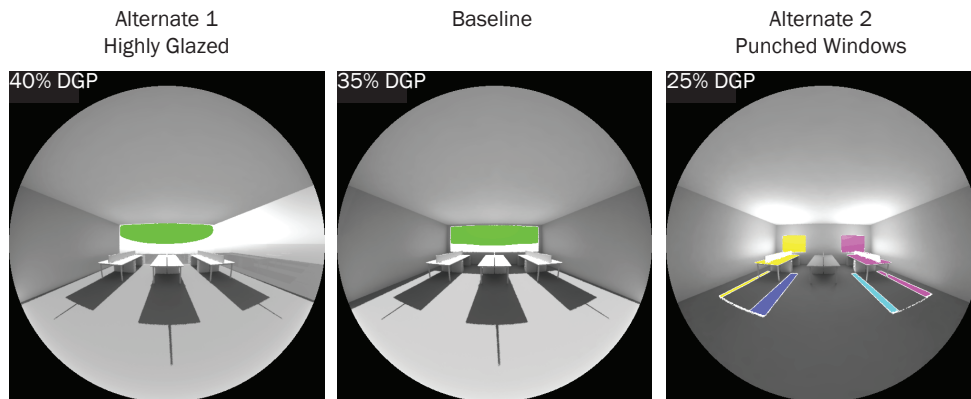 Alternate 1
Highly Glazed
Baseline
Alternate 2
Punched Windows
40% DGP
35% DGP
25% DGP